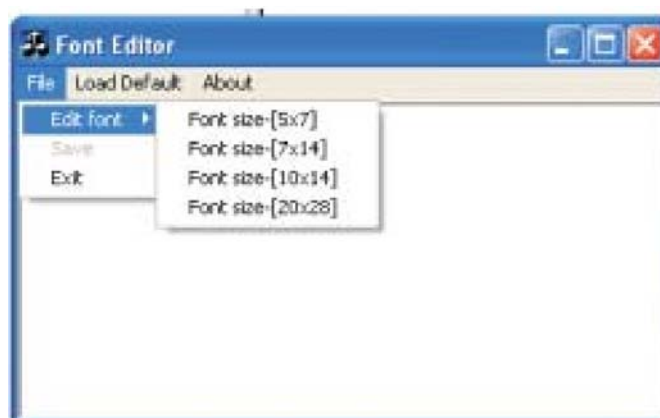 Font Editor
File Load Default About
Edit font
Save
Exit
Font size-[5x7]
Font size-[7x14]
Font size-[10x14]
Font size-[20x28]